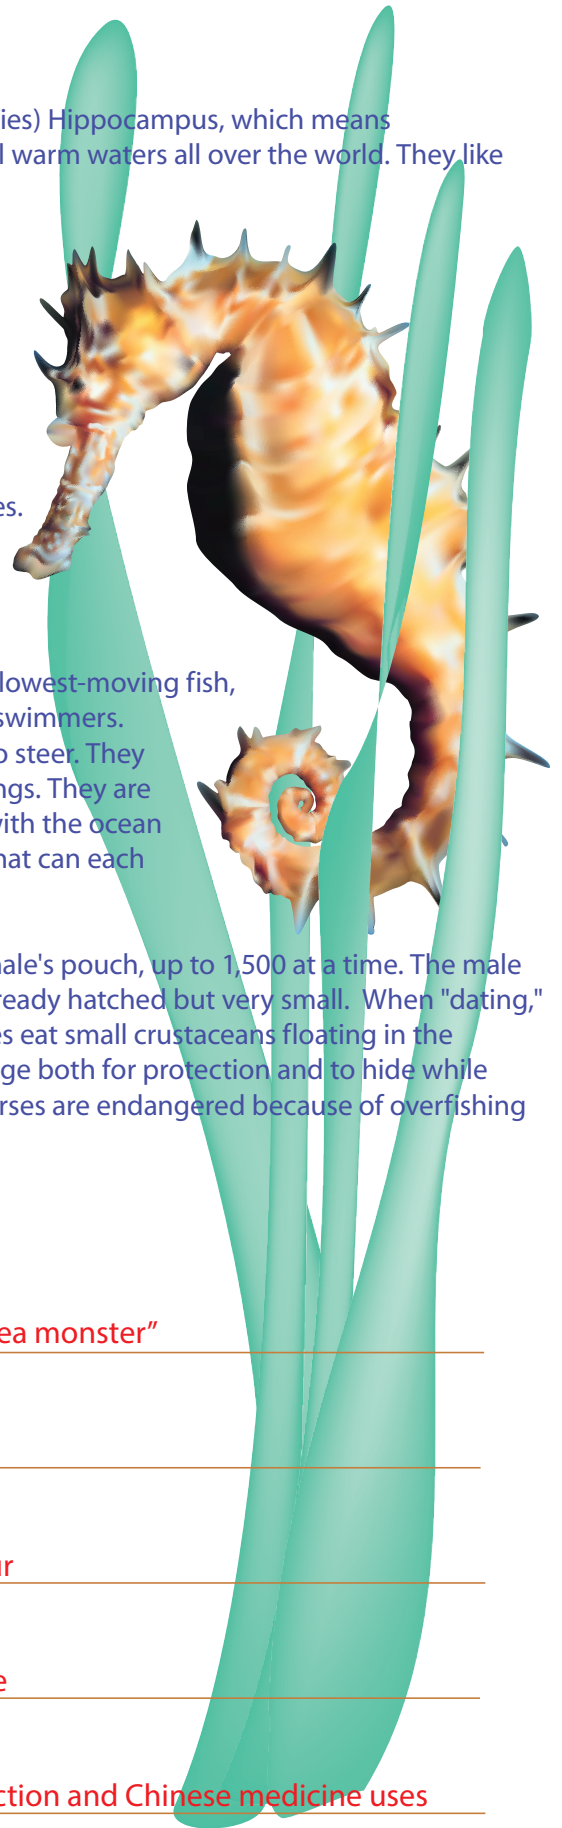 ies) Hippocampus, which means
l warm waters all over the world. They like
es.
lowest-moving fish,
swimmers.
o steer. They
ngs. They are
with the ocean
hat can each
nale's pouch, up to 1,500 at a time. The male
ready hatched but very small. When "dating,"
es eat small crustaceans floating in the
ge both for protection and to hide while
rses are endangered because of overfishing
ea monster”
ur
e
ction and Chinese medicine uses